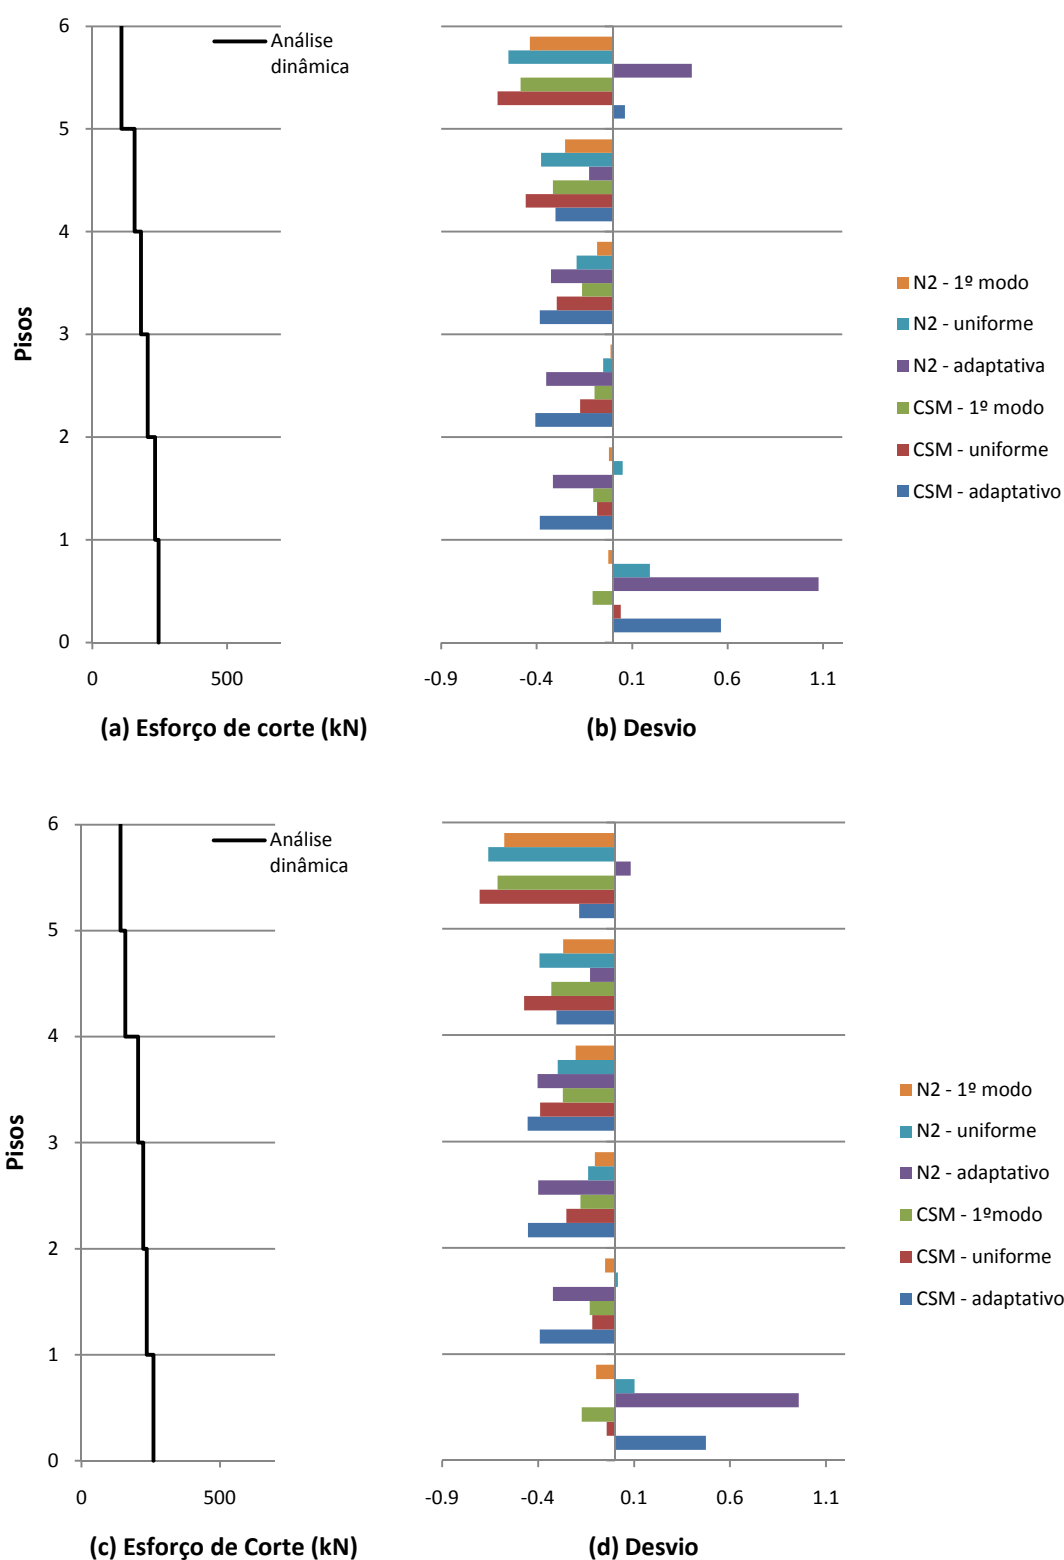 6
5
4
3
2
1
0
Pisos
0
500
Análise
dinâmica
(a) Esforço de corte (kN)
-0.9
-0.4
0.1
0.6
1.1
(b) Desvio
N2 - 1º modo
N2 - uniforme
N2 - adaptativa
CSM - 1º modo
CSM - uniforme
CSM - adaptativo
6
5
4
3
2
1
0
Pisos
0
500
Análise
dinâmica
(c) Esforço de Corte (kN)
-0.9
-0.4
0.1
0.6
1.1
(d) Desvio
N2 - 1º modo
N2 - uniforme
N2 - adaptativo
CSM - 1ºmodo
CSM - uniforme
CSM - adaptativo